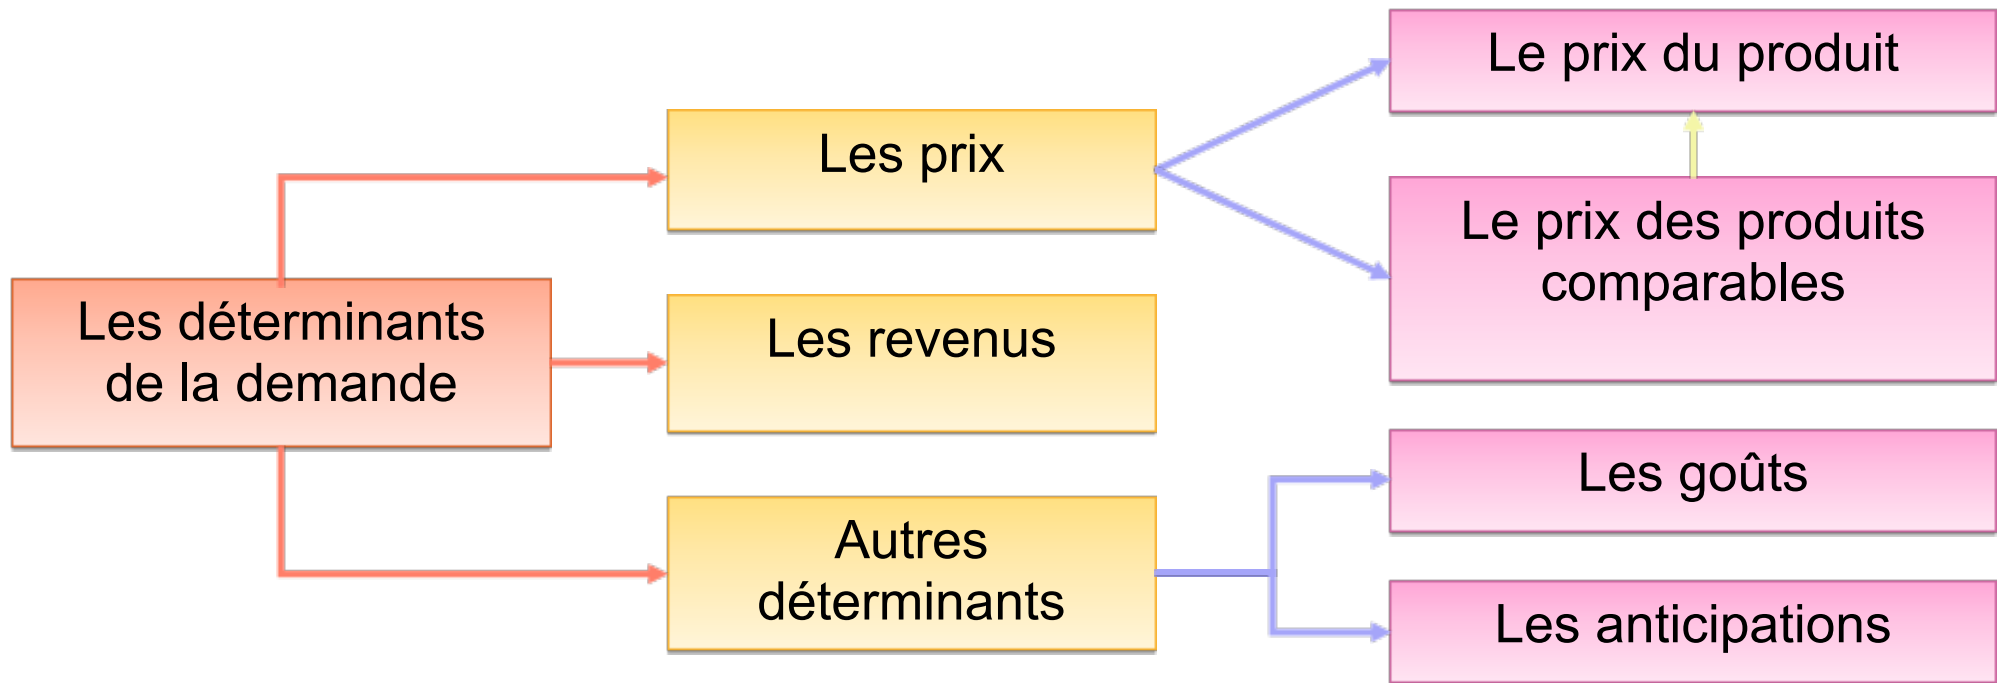 Les déterminants
de la demande
Les prix
Les revenus
Autres
déterminants
Le prix du produit
Le prix des produits
comparables
Les goûts
Les anticipations